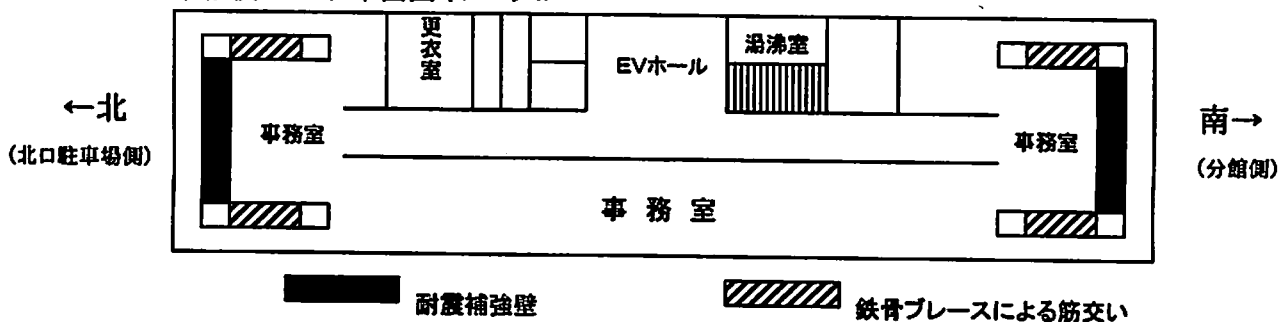 更衣室
湯沸室
EVホール
←北
(北口駐車場側)
事務室
事務室
南→
(分館側)
事務室
耐震補強壁
鉄骨ブレースによる筋交い